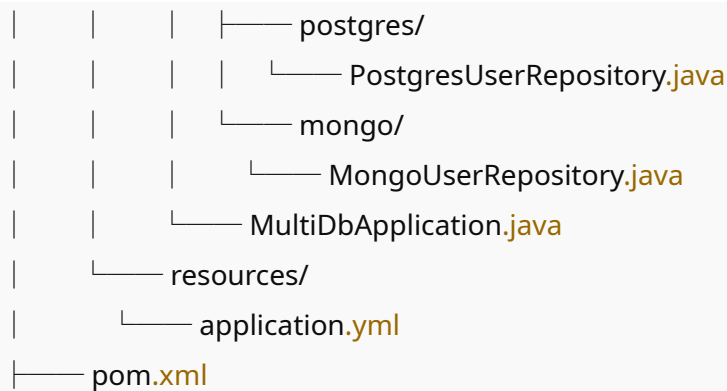 │ │ │ ├── postgres/
│ │ │ │ └── PostgresUserRepository.java
│ │ │ └── mongo/
│ │ │ └── MongoUserRepository.java
│ │ └── MultiDbApplication.java
│ └── resources/
│ └── application.yml
├── pom.xml